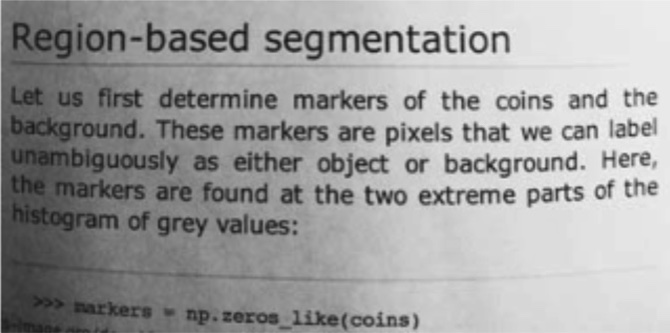 Region-based segmentation
Let us first determine markers of the coins and the
background. These markers are pixels that we can label
unambiguously as either object or background. Here,
the markers are found at the two extreme parts of the
histogram of grey values:
>>> markers = np.zeros_like(coins)